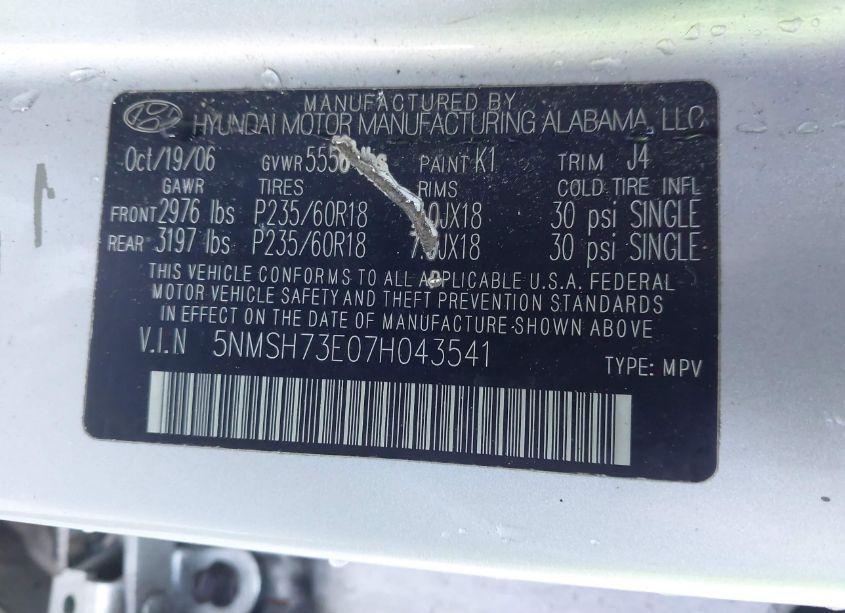 MANUFACTURED BY
HYUNDAI MOTOR MANUFACTURING ALABAMA, LLC
Oct/19/06 GVWR PAINT K1 TRIM J4
GAWR TIRES RIMS COLD TIRE INFL
FRONT 2976 lbs P235/60R18 30 psi SINGLE
REAR 3197 lbs P235/60R18 30 psi SINGLE
THIS VEHICLE CONFORMS TO ALL APPLICABLE U.S.A. FEDERAL
MOTOR VEHICLE SAFETY AND THEFT PREVENTION STANDARDS
IN EFFECT ON THE DATE OF MANUFACTURE SHOWN ABOVE
V.I.N 5NMSH73E07H043541 TYPE: MPV